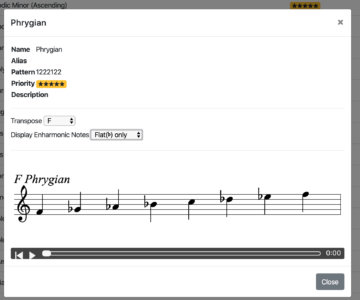 odic Minor (Ascending)
★★★★★
Phrygian
×
Name Phrygian
Alias
Pattern 1222122
Priority ★★★★★
Description
Transpose F
Display Enharmonic Notes Flat(♭) only
F Phrygian
0:00
Close